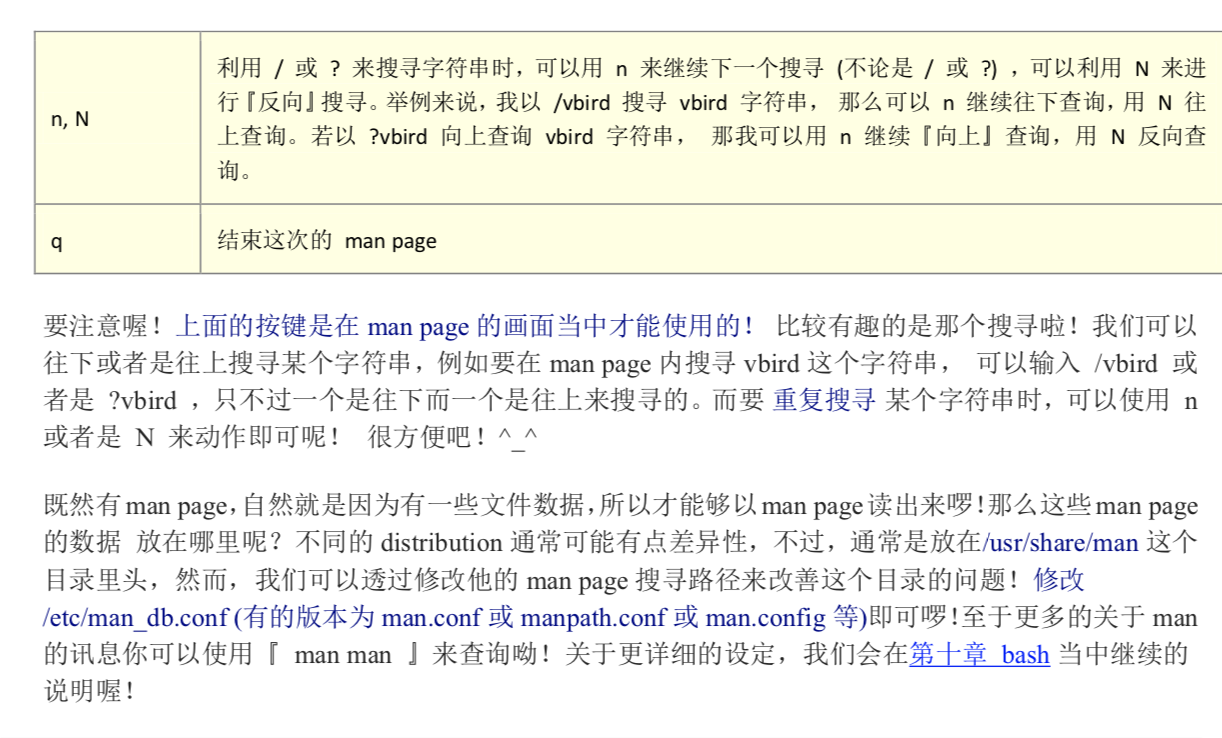 n, N
利用 / 或 ? 来搜寻字符串时，可以用 n 来继续下一个搜寻 (不论是 / 或 ?) ，可以利用 N 来进
行『反向』搜寻。举例来说，我以 /vbird 搜寻 vbird 字符串， 那么可以 n 继续往下查询，用 N 往
上查询。若以 ?vbird 向上查询 vbird 字符串， 那我可以用 n 继续『向上』查询，用 N 反向查
询。
q
结束这次的 man page
要注意喔！上面的按键是在 man page 的画面当中才能使用的！ 比较有趣的是那个搜寻啦！我们可以
往下或者是往上搜寻某个字符串，例如要在 man page 内搜寻 vbird 这个字符串， 可以输入 /vbird 或
者是 ?vbird ，只不过一个是往下而一个是往上来搜寻的。而要 重复搜寻 某个字符串时，可以使用 n
或者是 N 来动作即可呢！ 很方便吧！^_^
既然有 man page，自然就是因为有一些文件数据，所以才能够以 man page 读出来啰！那么这些 man page
的数据 放在哪里呢？不同的 distribution 通常可能有点差异性，不过，通常是放在/usr/share/man 这个
目录里头，然而，我们可以透过修改他的 man page 搜寻路径来改善这个目录的问题！修改
/etc/man_db.conf (有的版本为 man.conf 或 manpath.conf 或 man.config 等)即可啰！至于更多的关于 man
的讯息你可以使用『 man man 』来查询呦！关于更详细的设定，我们会在第十章 bash 当中继续的
说明喔！